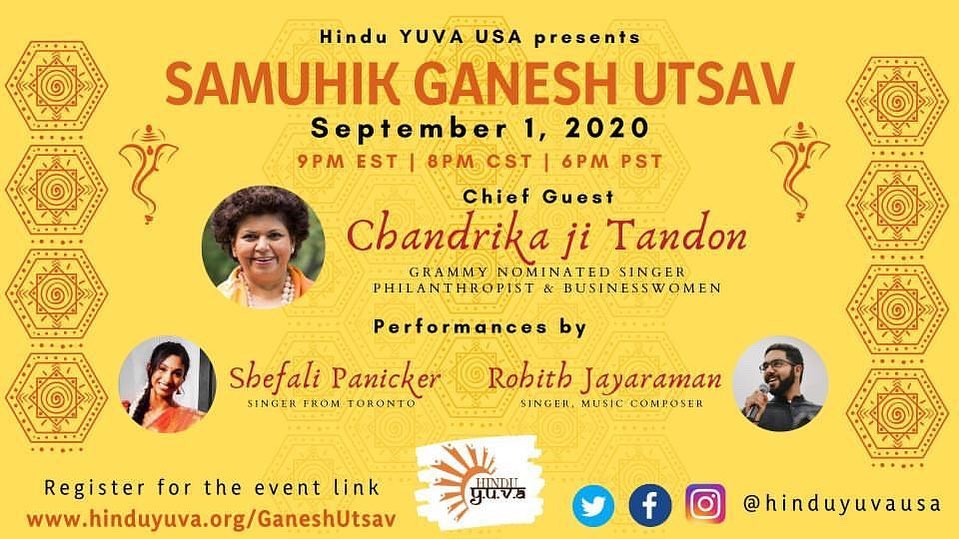 Hindu YUVA USA presents
SAMUHIK GANESH UTSAV
September 1, 2020
9PM EST | 8PM CST | 6PM PST
Chief Guest
Chandrika ji Tandon
GRAMMY NOMINATED SINGER
PHILANTHROPIST & BUSINESSWOMEN
Performances by
Shefali Panicker
SINGER FROM TORONTO
Rohith Jayaraman
SINGER, MUSIC COMPOSER
Register for the event link
www.hinduyuva.org/GaneshUtsav
HINDU
y.u.v.a
@hinduyuvausa